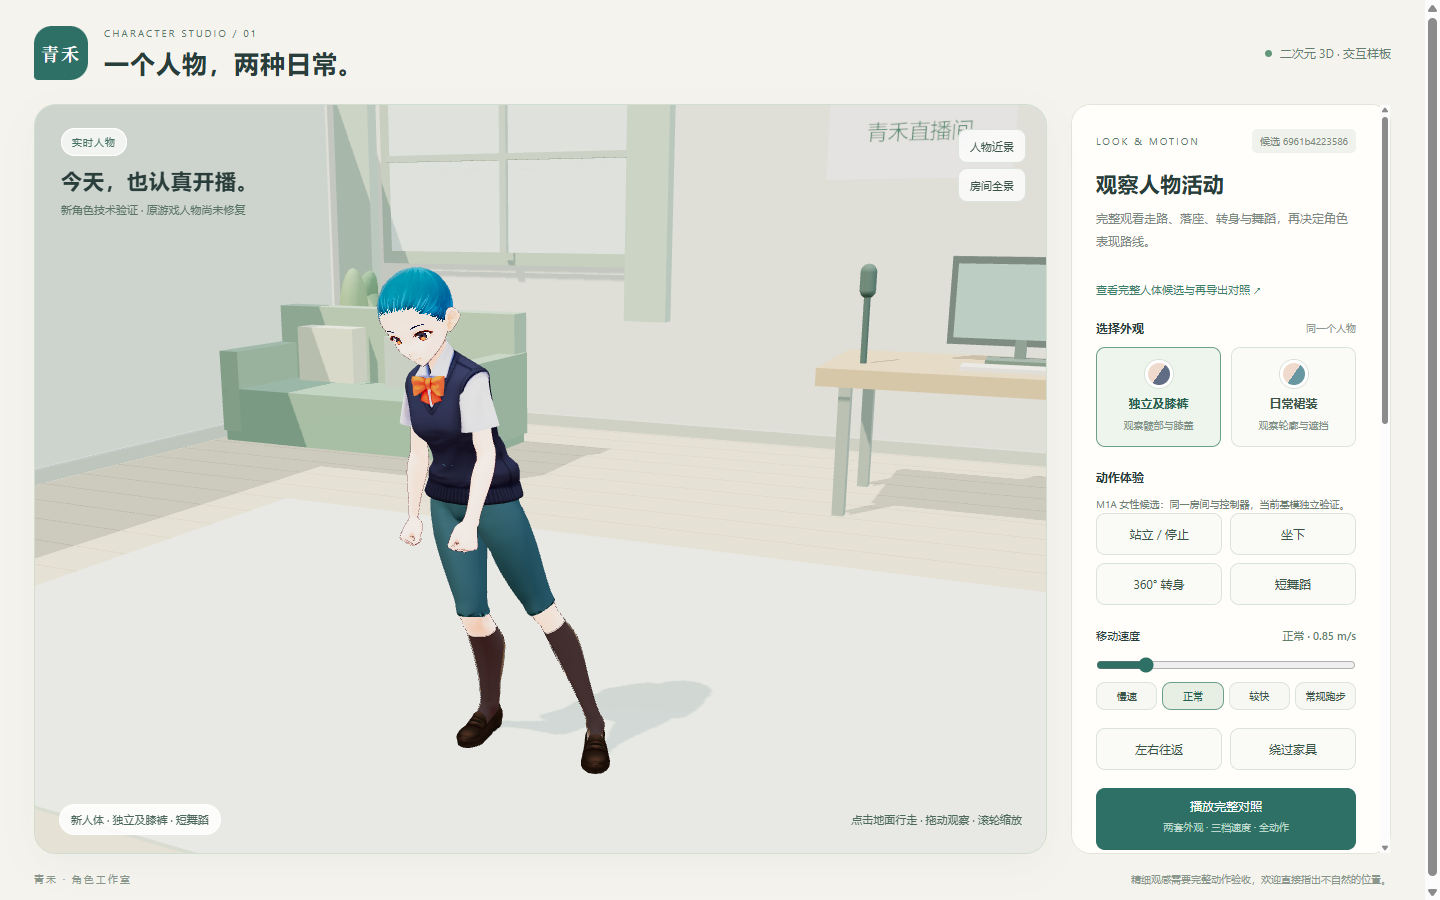 青禾
CHARACTER STUDIO / 01
一个人物，两种日常。
二次元 3D · 交互样板
实时人物
今天，也认真开播。
新角色技术验证 · 原游戏人物尚未修复
青禾直播间
人物近景
房间全景
新人体 · 独立及膝裤 · 短舞蹈
点击地面行走 · 拖动观察 · 滚轮缩放
LOOK & MOTION
候选 6961b4223586
观察人物活动
完整观看走路、落座、转身与舞蹈，再决定角色
表现路线。
查看完整人体候选与再导出对照 ↗
选择外观
同一个人物
独立及膝裤
观察髋部与膝盖
日常裙装
观察轮廓与遮挡
动作体验
M1A 女性候选：同一房间与控制器，当前基模独立验证。
站立 / 停止
坐下
360° 转身
短舞蹈
移动速度
正常 · 0.85 m/s
慢速
正常
较快
常规跑步
左右往返
绕过家具
播放完整对照
两套外观 · 三档速度 · 全动作
青禾 · 角色工作室
精细观感需要完整动作验收，欢迎直接指出不自然的位置。